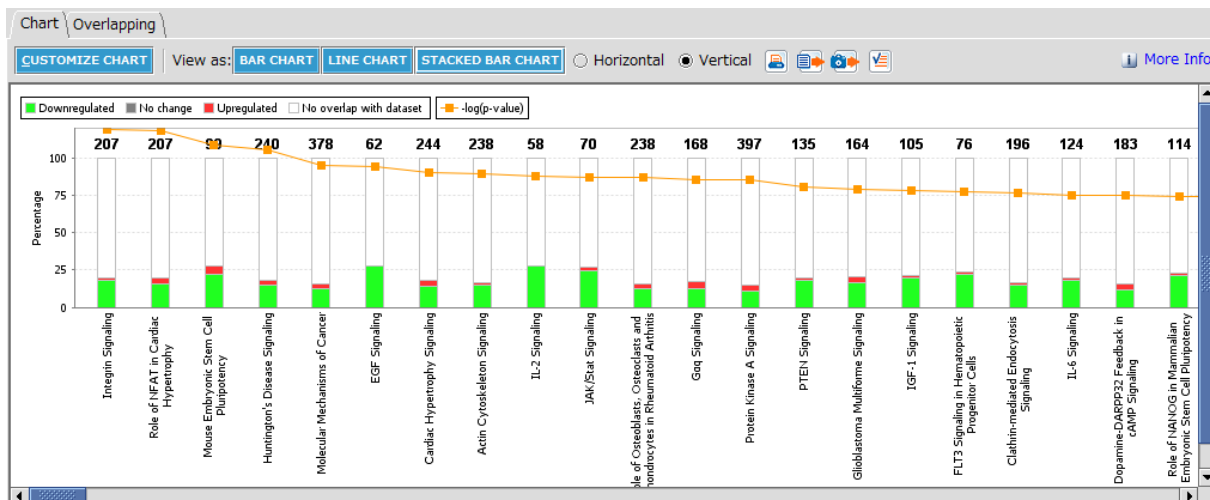 Chart Overlapping
CUSTOMIZE CHART View as: BAR CHART LINE CHART STACKED BAR CHART Horizontal Vertical More Info
Downregulated No change Upregulated No overlap with dataset -log(p-value)
207 207 99 240 378 62 244 238 58 70 238 168 397 135 164 105 76 196 124 183 114
100
75
50
25
0
Percentage
Integrin Signaling
Role of NFAT in Cardiac
Hypertrophy
Mouse Embryonic Stem Cell
Pluripotency
Huntington's Disease Signaling
Molecular Mechanisms of Cancer
EGF Signaling
Cardiac Hypertrophy Signaling
Actin Cytoskeleton Signaling
IL-2 Signaling
JAK/Stat Signaling
le of Osteoblasts, Osteoclasts and
hondrocytes in Rheumatoid Arthritis
Gαq Signaling
Protein Kinase A Signaling
PTEN Signaling
Glioblastoma Multiforme Signaling
IGF-1 Signaling
FLT3 Signaling in Hematopoietic
Progenitor Cells
Clathrin-mediated Endocytosis
Signaling
IL-6 Signaling
Dopamine-DARPP32 Feedback in
cAMP Signaling
Role of NANOG in Mammalian
Embryonic Stem Cell Pluripotency